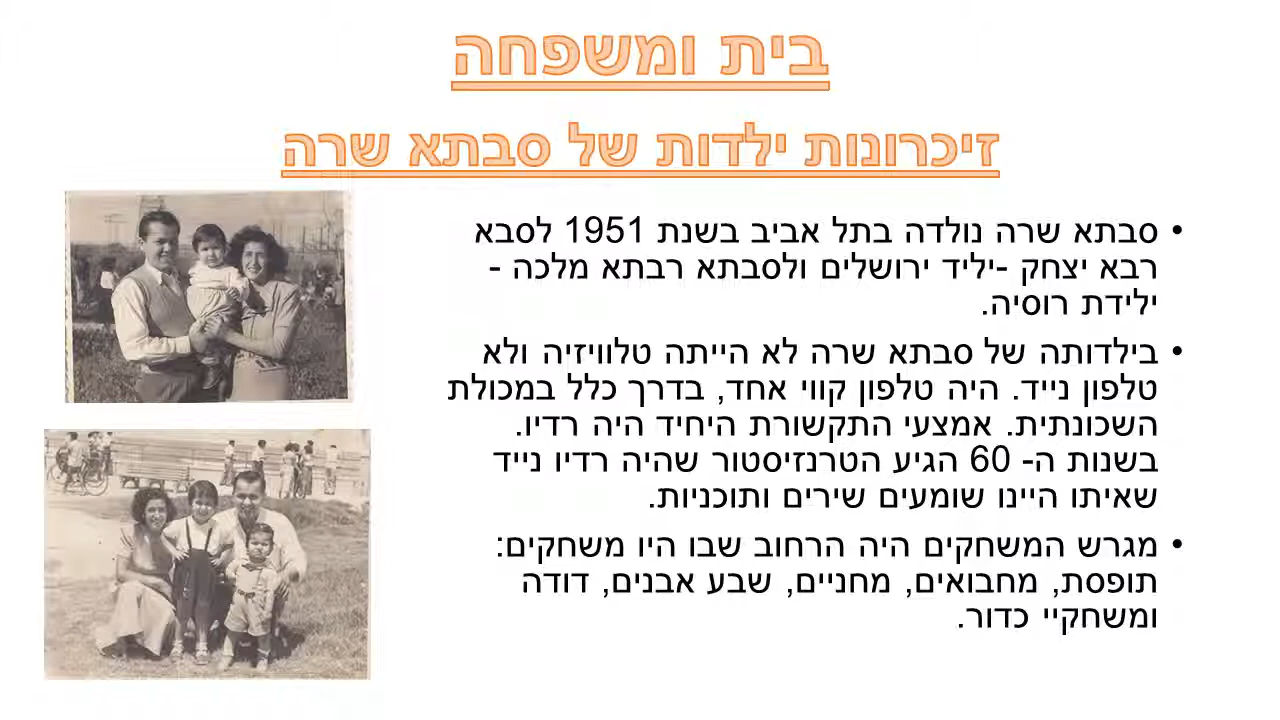 בית ומשפחה
זיכרונות ילדות של סבתא שרה
• סבתא שרה נולדה בתל אביב בשנת 1951 לסבא
רבא יצחק -יליד ירושלים ולסבתא רבתא מלכה -
ילידת רוסיה.
• בילדותה של סבתא שרה לא הייתה טלוויזיה ולא
טלפון נייד. היה טלפון קווי אחד, בדרך כלל במכולת
השכונתית. אמצעי התקשורת היחיד היה רדיו.
בשנות ה- 60 הגיע הטרנזיסטור שהיה רדיו נייד
שאיתו היינו שומעים שירים ותוכניות.
• מגרש המשחקים היה הרחוב שבו היו משחקים:
תופסת, מחבואים, מחניים, שבע אבנים, דודה
ומשחקיי כדור.